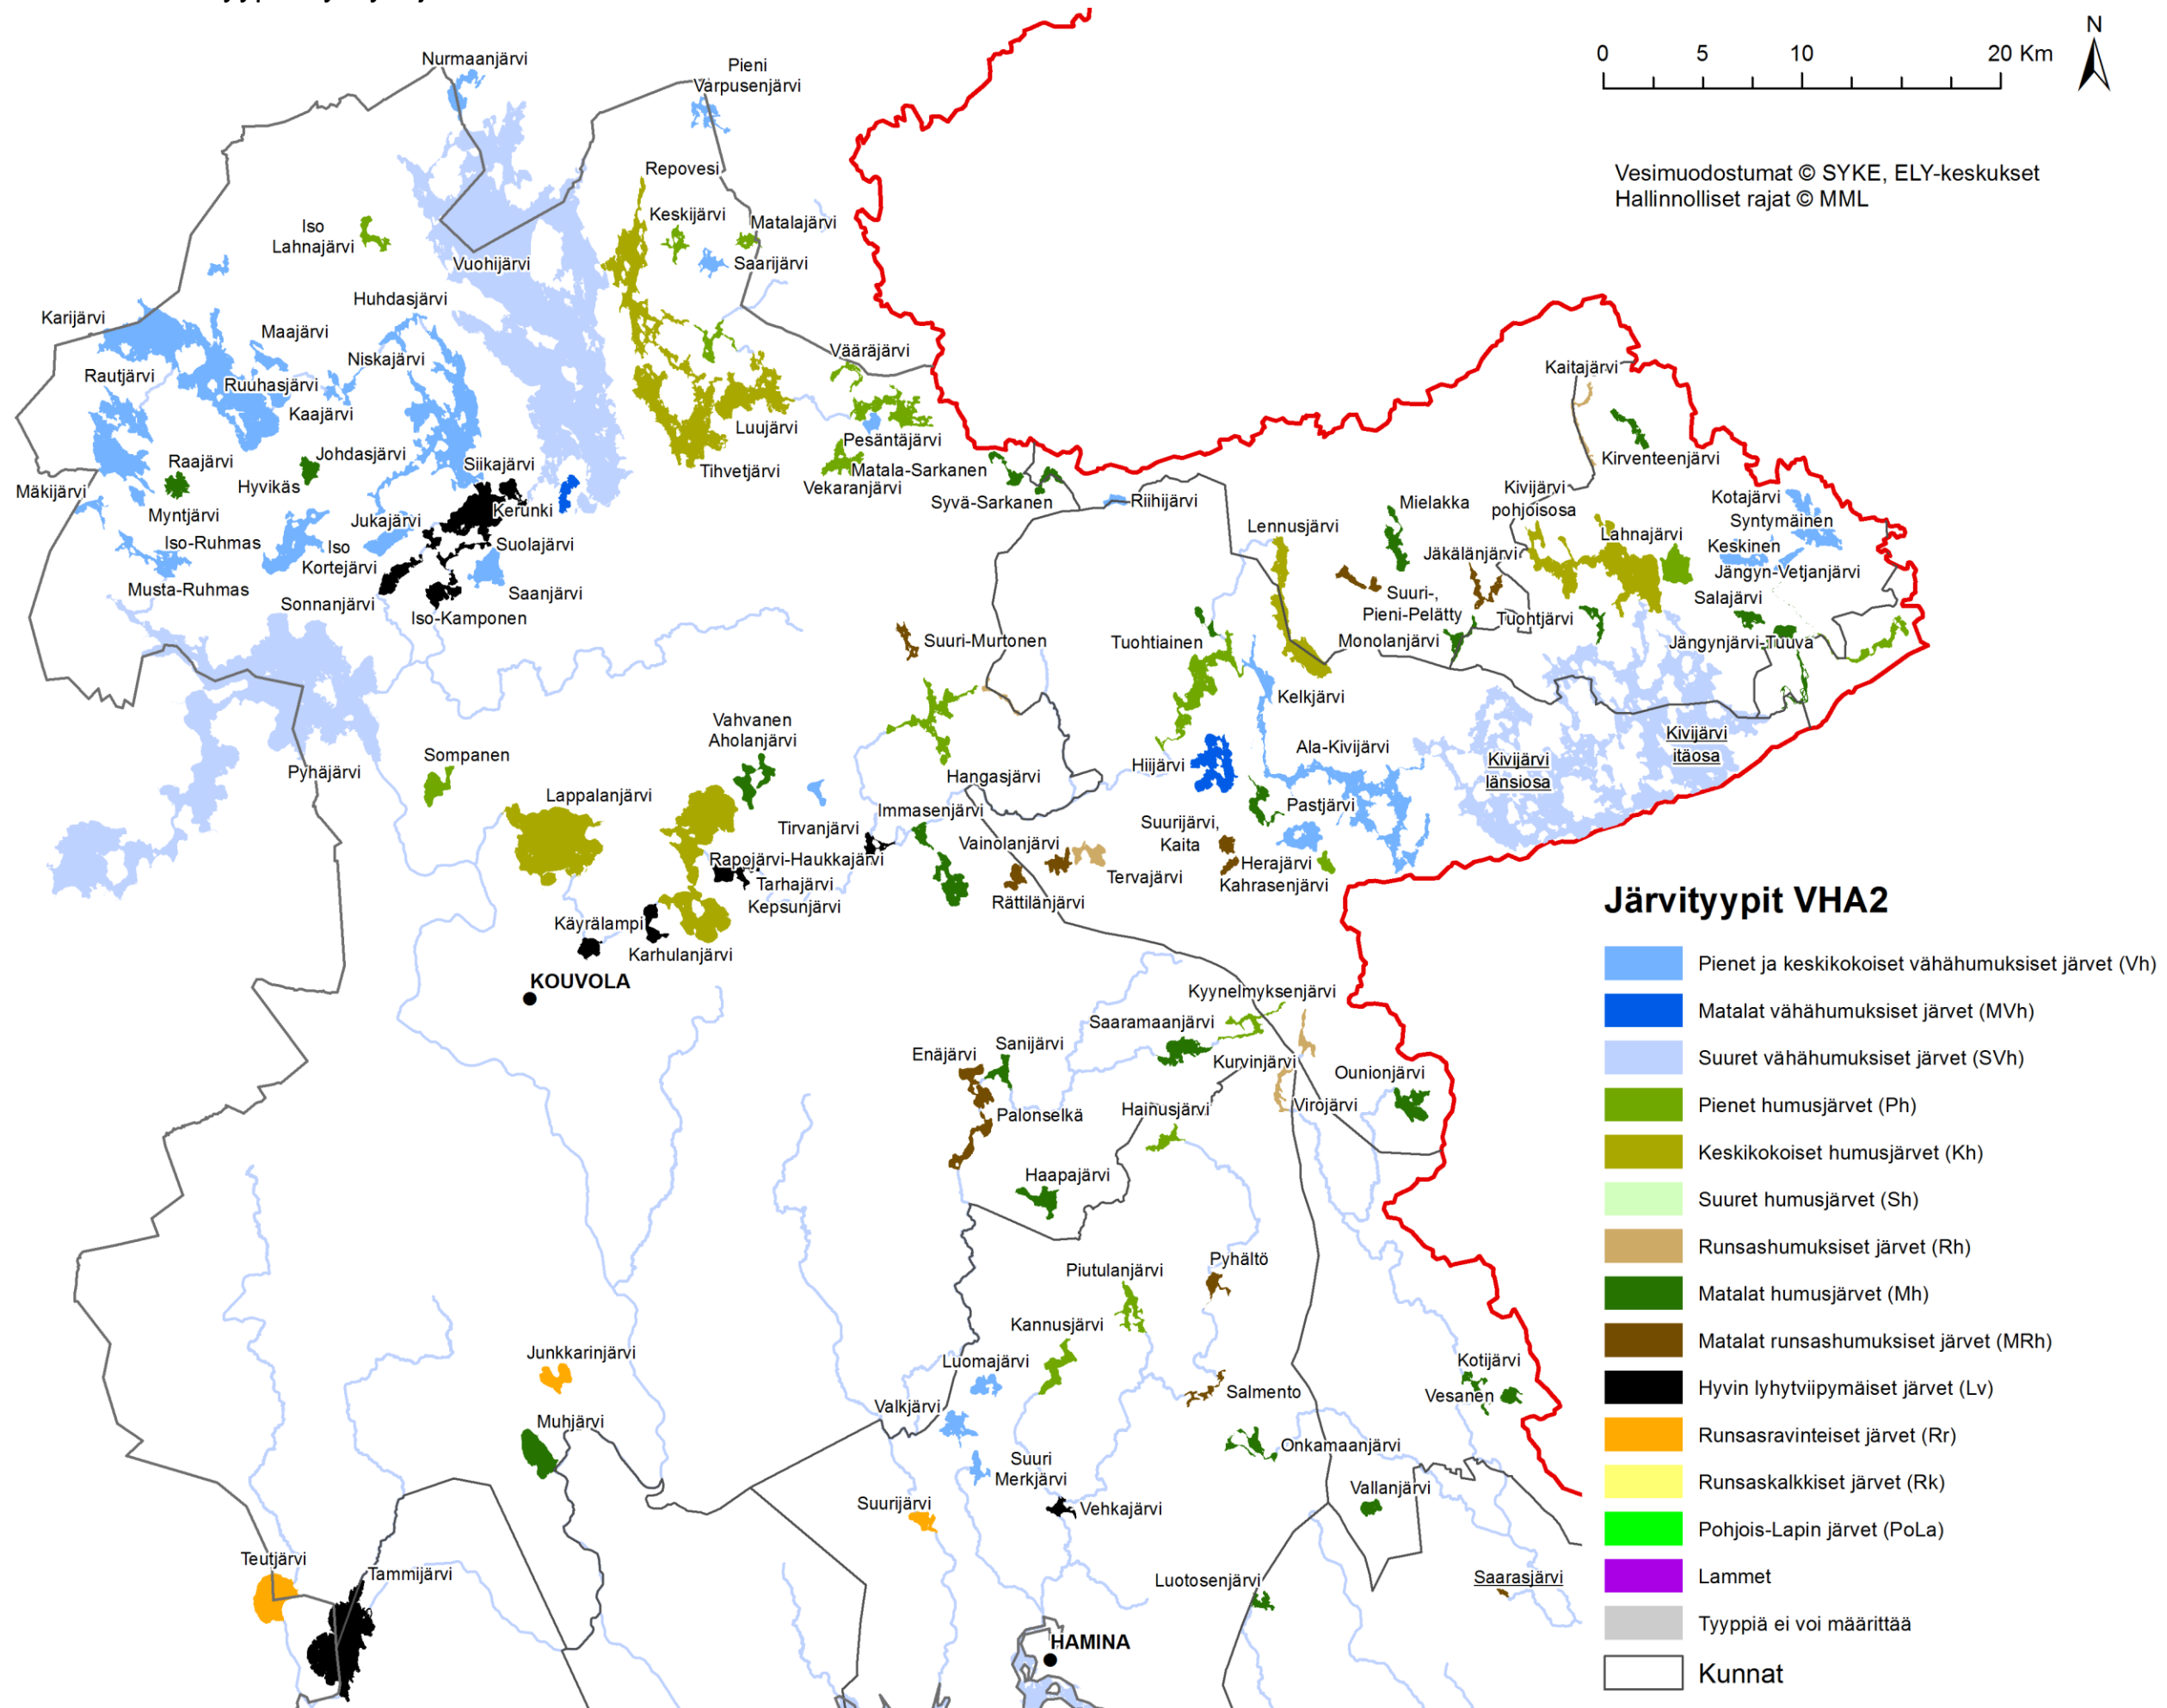 N
0 5 10 20 Km
Vesimuodostumat © SYKE, ELY-keskukset
Hallinnolliset rajat © MML
Nurmaanjärvi
Pieni
Varpusenjärvi
Repovesi
Keskijärvi
Matalajärvi
Iso
Lahnajärvi
Vuohijärvi
Saarijärvi
Huhdasjärvi
Karijärvi
Maajärvi
Niskajärvi
Vääräjärvi
Rautjärvi
Ruuhasjärvi
Kaajärvi
Luujärvi
Pesäntäjärvi
Kaitajärvi
Raajärvi
Johdasjärvi
Siikajärvi
Tihvetjärvi
Matala-Sarkanen
Vekaranjärvi
Kirventeenjärvi
Mäkijärvi
Hyvikäs
Myntjärvi
Jukajärvi
Kerunki
Syvä-Sarkanen
Riihijärvi
Mielakka
Kivijärvi
pohjoisosa
Kotajärvi
Syntymäinen
Lennusjärvi
Lahnajärvi
Iso-Ruhmas
Iso
Kortejärvi
Suolajärvi
Jäkälänjärvi
Keskinen
Jängyn-Vetjanjärvi
Musta-Ruhmas
Sonnanjärvi
Saanjärvi
Iso-Kamponen
Suuri-,
Pieni-Pelätty
Salajärvi
Tuohtjärvi
Suuri-Murtonen
Tuohtiainen
Monolanjärvi
Jängynjärvi-Tuuva
Kelkjärvi
Vahvanen
Aholanjärvi
Sompanen
Pyhäjärvi
Hangasjärvi
Hiijärvi
Ala-Kivijärvi
Kivijärvi
länsiosa
Kivijärvi
itäosa
Lappalanjärvi
Immasenjärvi
Pastjärvi
Tirvanjärvi
Vainolanjärvi
Suurijärvi,
Kaita
Rapojärvi-Haukkajärvi
Tarhajärvi
Kepsunjärvi
Tervajärvi
Herajärvi
Kahrasenjärvi
Rättilänjärvi
Käyrälampi
Karhulanjärvi
KOUVOLA
Kyynelmyksenjärvi
Saaramaanjärvi
Enäjärvi
Sanijärvi
Kurvinjärvi
Ounionjärvi
Palonselkä
Hainusjärvi
Virojärvi
Haapajärvi
Pyhältö
Piutulanjärvi
Kannusjärvi
Junkkarinjärvi
Luomajärvi
Kotijärvi
Salmento
Vesanen
Valkjärvi
Muhjärvi
Onkamaanjärvi
Suuri
Merkjärvi
Vallanjärvi
Suurijärvi
Vehkajärvi
Teutjärvi
Tammijärvi
Luotosenjärvi
Saarasjärvi
HAMINA
Järvityypit VHA2
Pienet ja keskikokoiset vähähumuksiset järvet (Vh)
Matalat vähähumuksiset järvet (MVh)
Suuret vähähumuksiset järvet (SVh)
Pienet humusjärvet (Ph)
Keskikokoiset humusjärvet (Kh)
Suuret humusjärvet (Sh)
Runsashumuksiset järvet (Rh)
Matalat humusjärvet (Mh)
Matalat runsashumuksiset järvet (MRh)
Hyvin lyhytviipymäiset järvet (Lv)
Runsasravinteiset järvet (Rr)
Runsaskalkkiset järvet (Rk)
Pohjois-Lapin järvet (PoLa)
Lammet
Tyyppiä ei voi määrittää
Kunnat